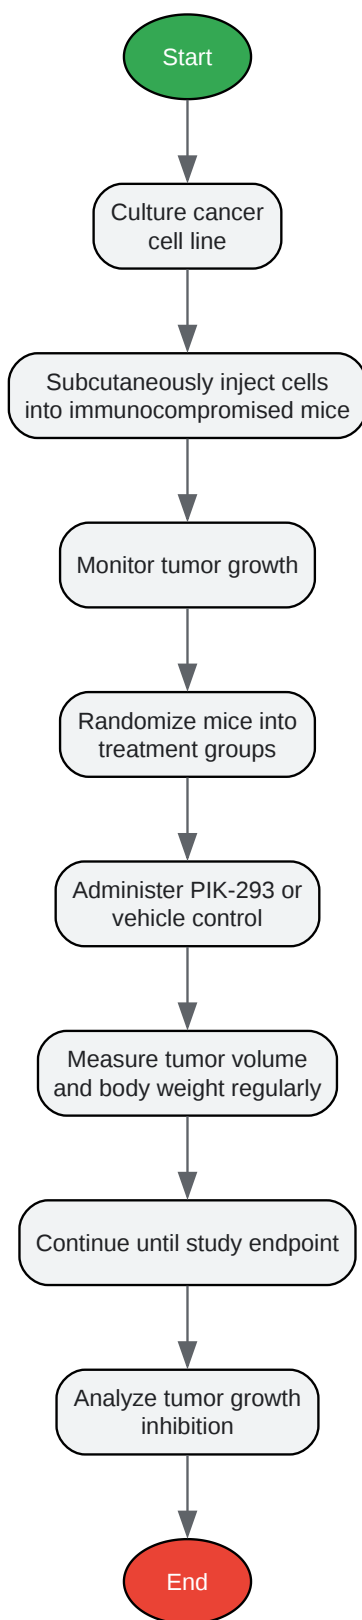 Start
Culture cancer
cell line
Subcutaneously inject cells
into immunocompromised mice
Monitor tumor growth
Randomize mice into
treatment groups
Administer PIK-293 or
vehicle control
Measure tumor volume
and body weight regularly
Continue until study endpoint
Analyze tumor growth
inhibition
End